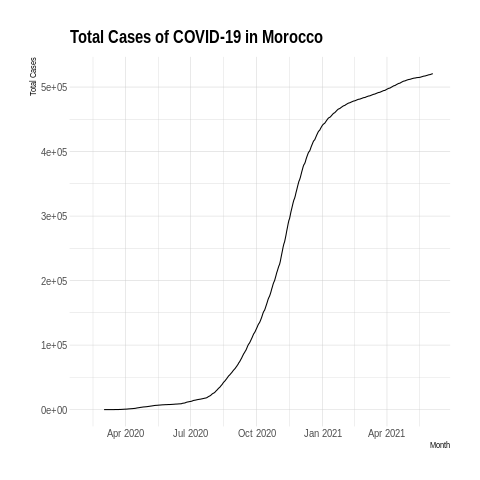 Total Cases of COVID-19 in Morocco
Total Cases
5e+05
4e+05
3e+05
2e+05
1e+05
0e+00
Apr 2020 Jul 2020 Oct 2020 Jan 2021 Apr 2021
Month